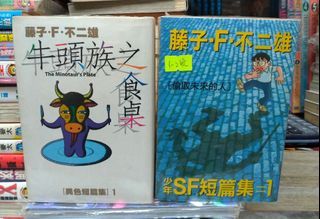 藤子・F・不二雄
牛頭族之食桌
The Minotaur's Plate
[異色短篇集] 1
藤子・F・不二雄
[偷取未來的人]
少年SF短篇集 1